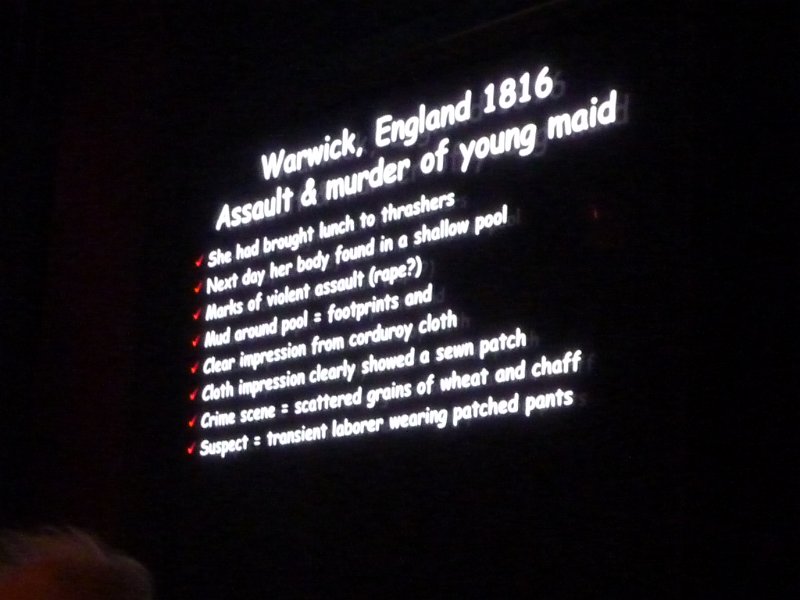 Warwick, England 1816
Assault & murder of young maid
✓ She had brought lunch to thrashers
✓ Next day her body found in a shallow pool
✓ Marks of violent assault (rape?)
✓ Mud around pool = footprints and
✓ Clear impression from corduroy cloth
✓ Cloth impression clearly showed a sewn patch
✓ Crime scene = scattered grains of wheat and chaff
✓ Suspect = transient laborer wearing patched pants